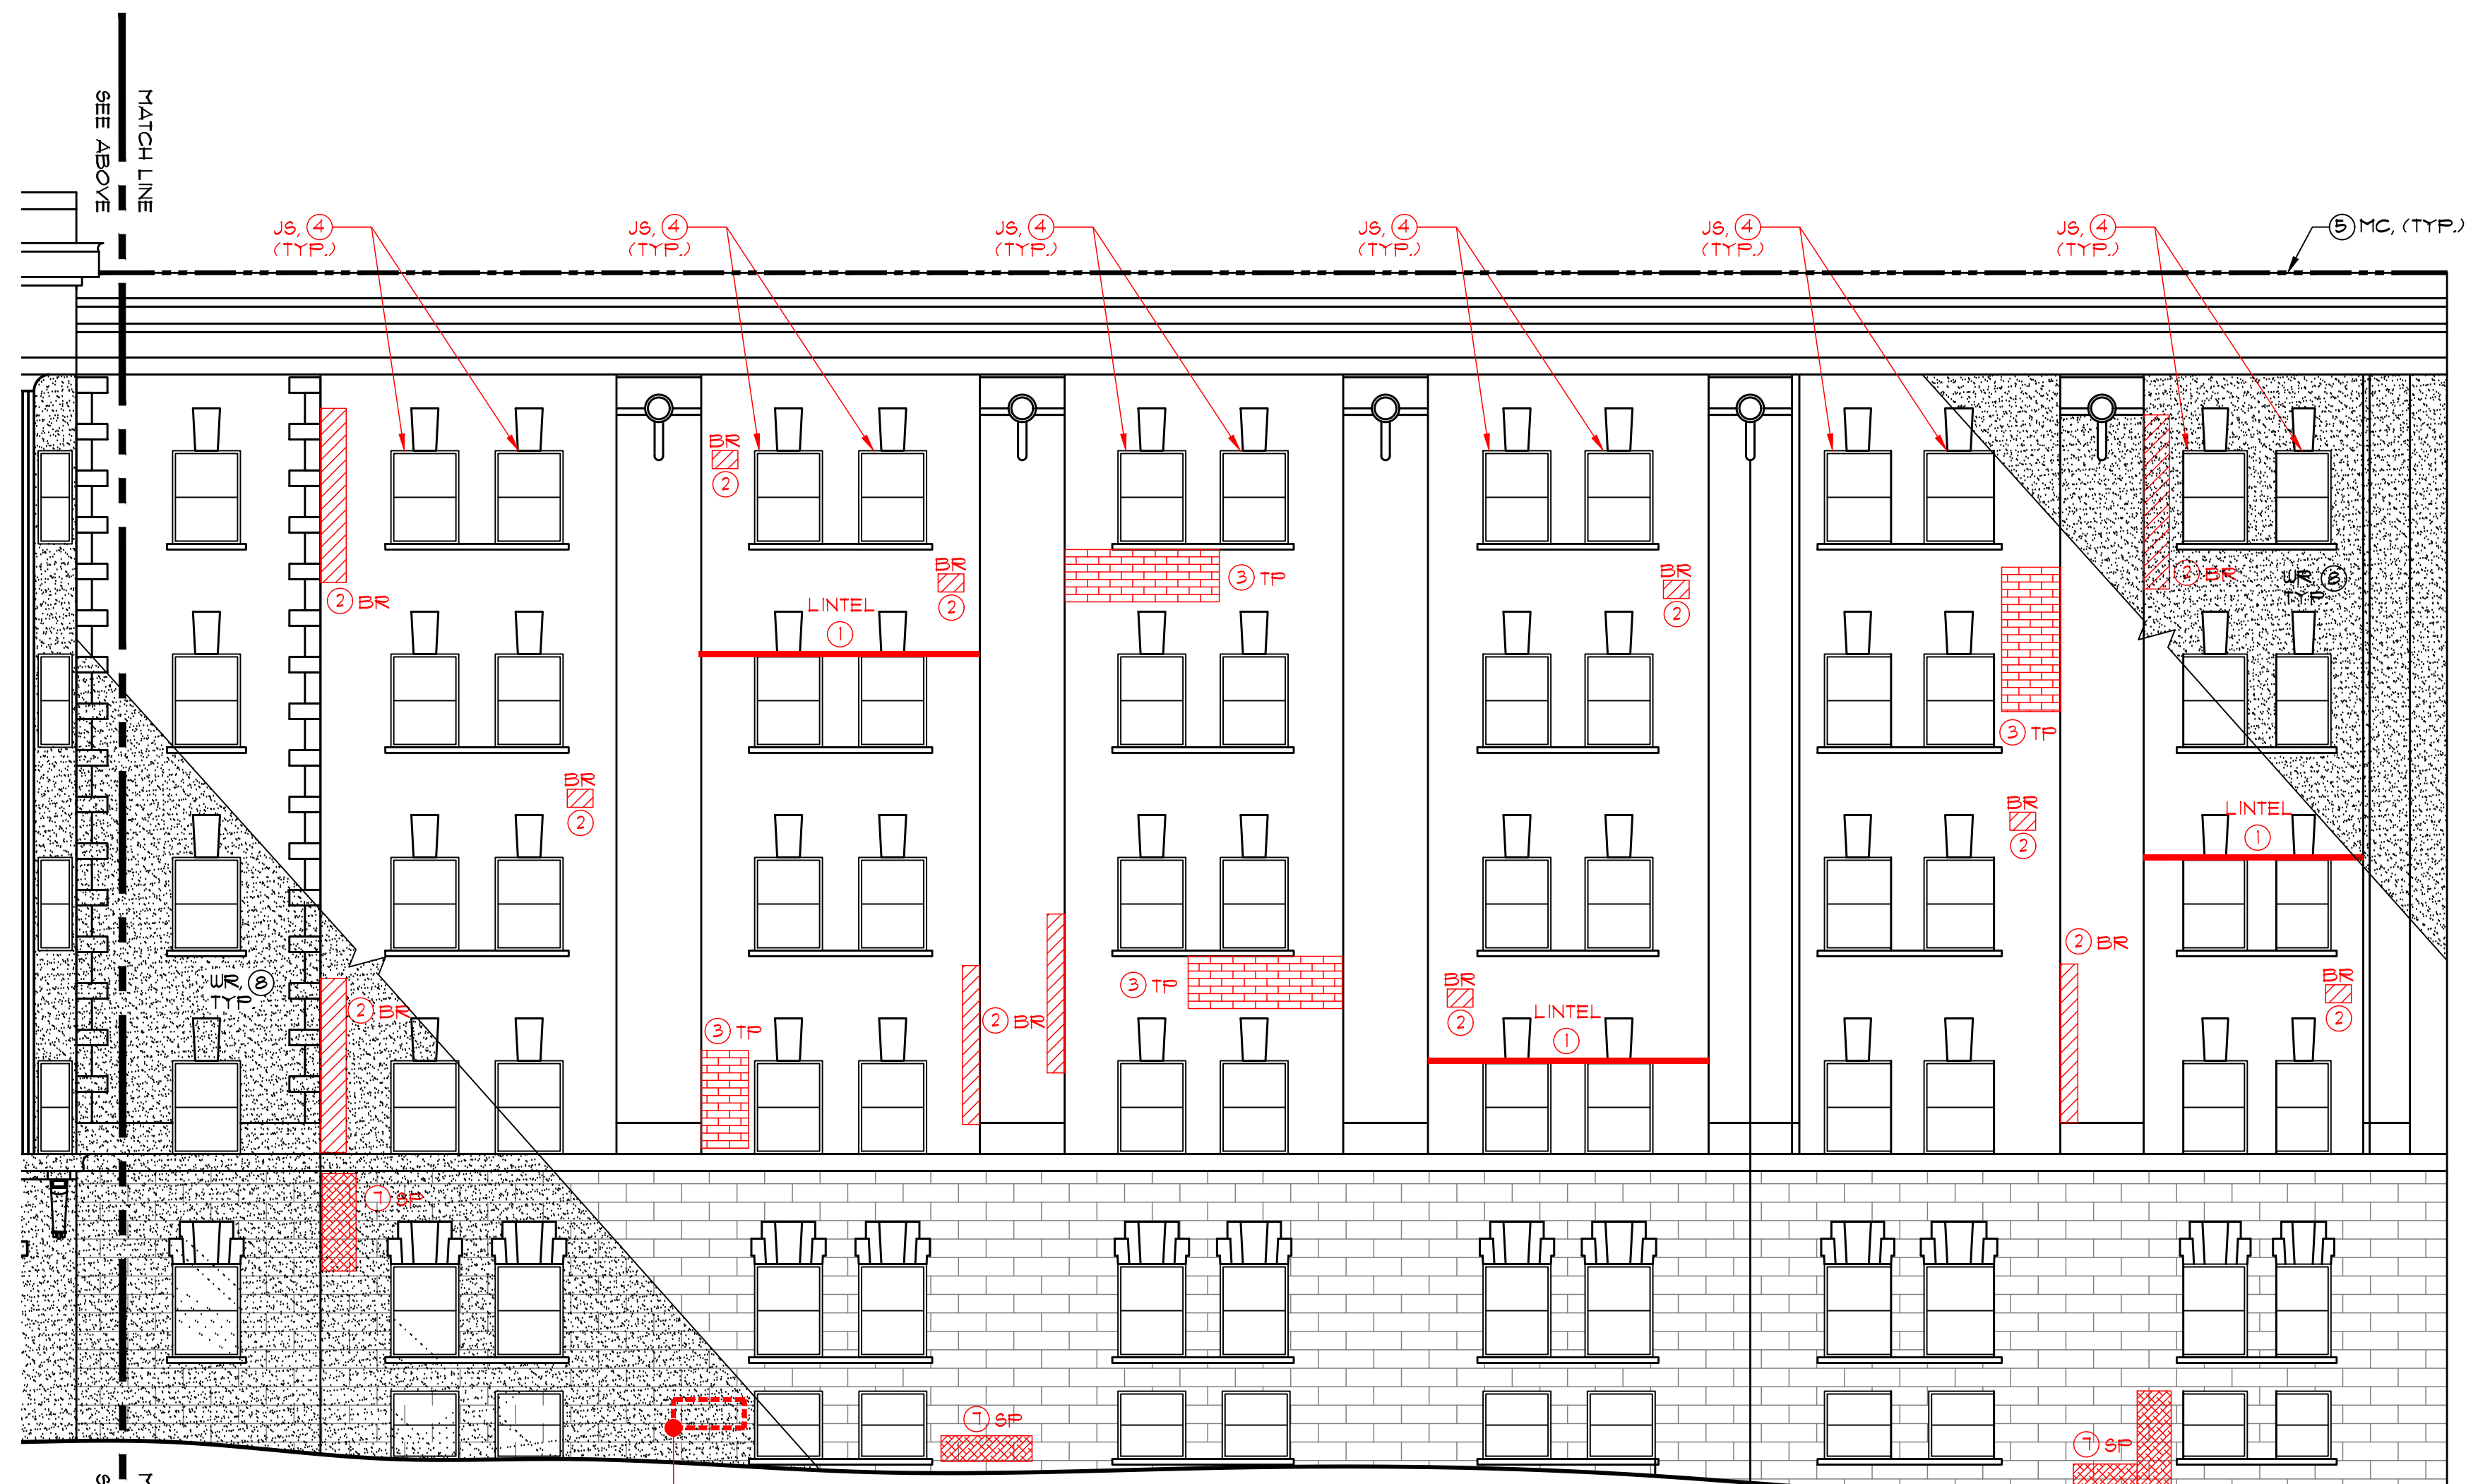 MATCH LINE
SEE ABOVE
JS, 4
(TYP.)
JS, 4
(TYP.)
JS, 4
(TYP.)
JS, 4
(TYP.)
JS, 4
(TYP.)
JS, 4
(TYP.)
5 MC, (TYP.)
BR
2
BR
2
3 TP
BR
2
2 BR
WR, 8
TYP
2 BR
LINTEL
1
3 TP
BR
2
BR
2
LINTEL
1
2 BR
WR, 8
TYP
2 BR
3 TP
2 BR
3 TP
BR
2
LINTEL
1
BR
2
7 SP
7 SP
7 SP
M
S